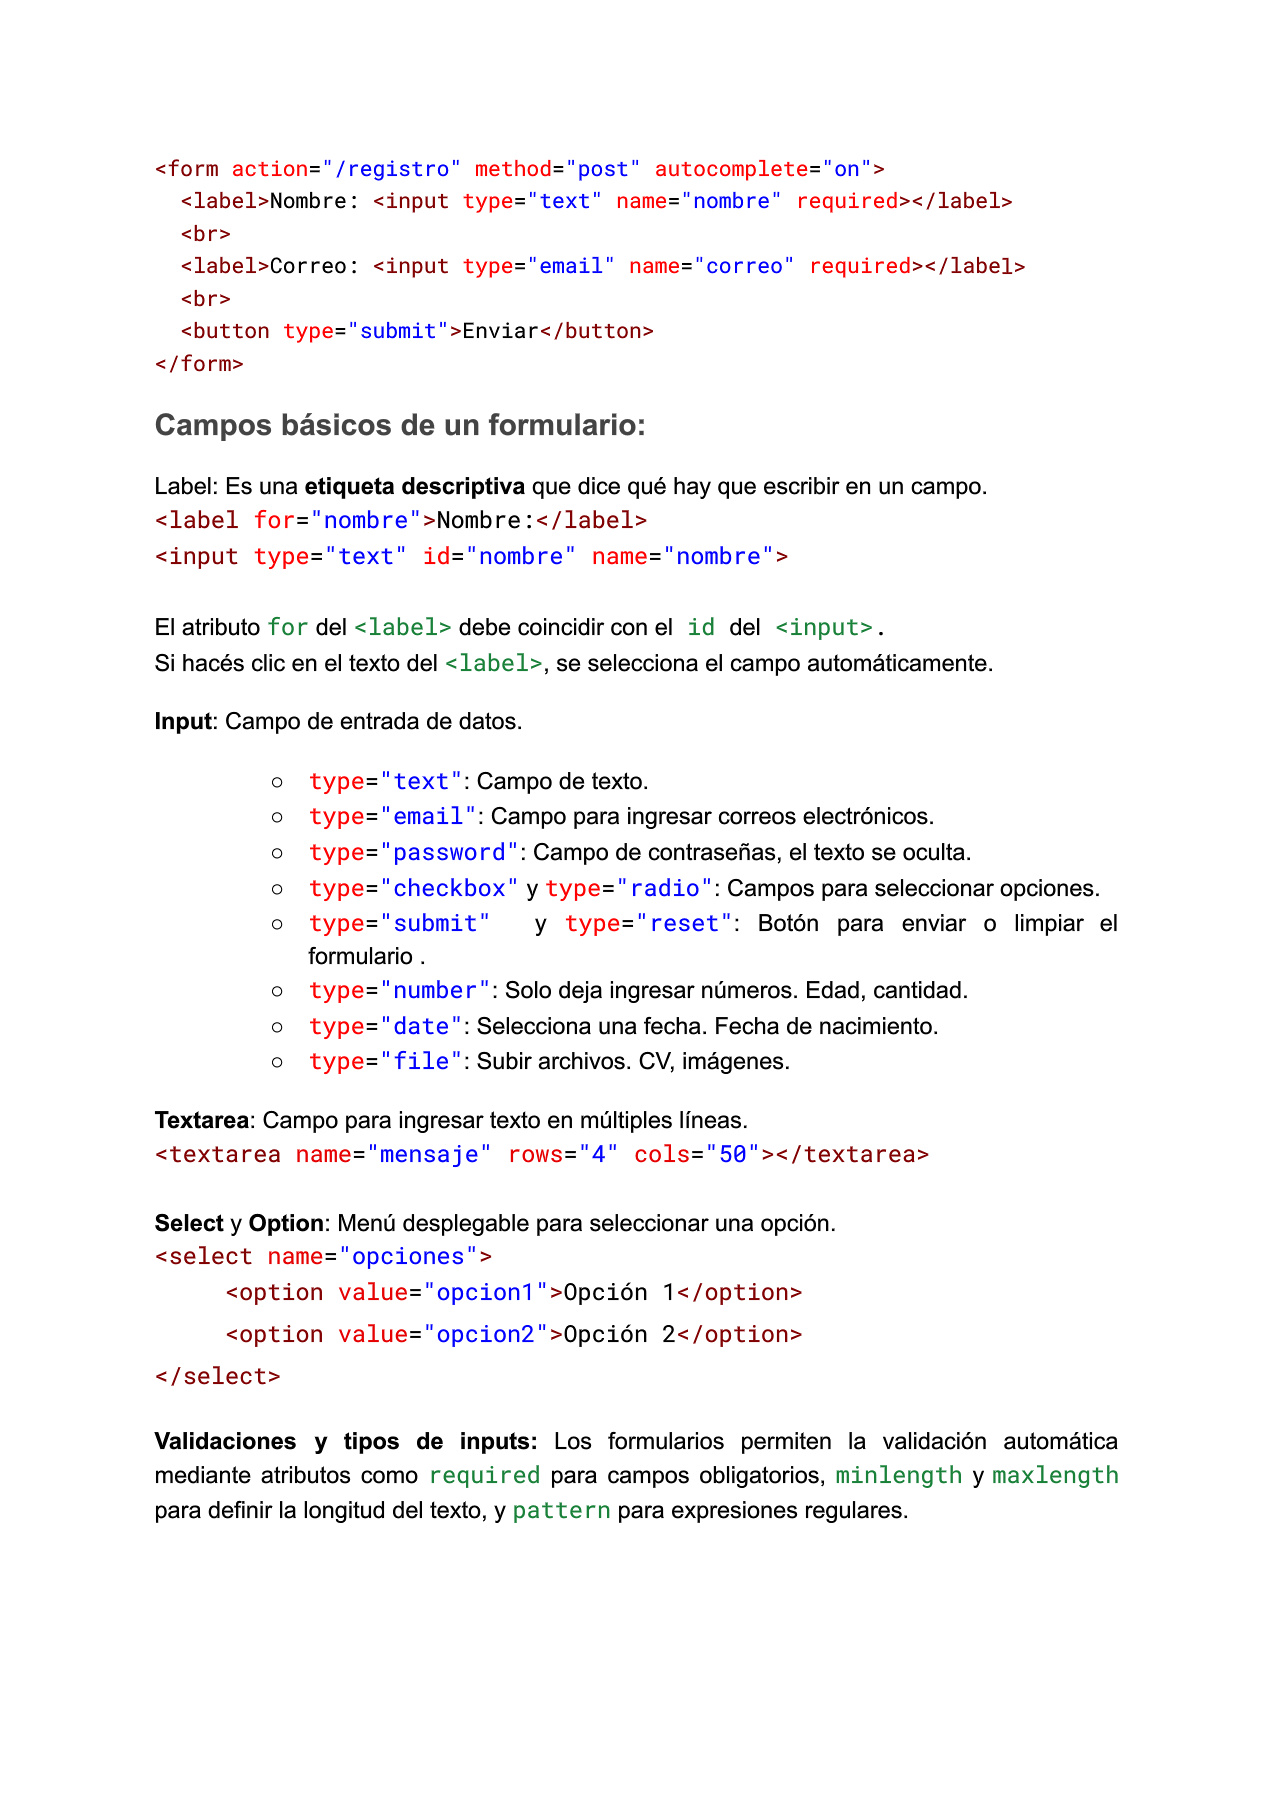 <form action="/registro" method="post" autocomplete="on">
  <label>Nombre: <input type="text" name="nombre" required></label>
  <br>
  <label>Correo: <input type="email" name="correo" required></label>
  <br>
  <button type="submit">Enviar</button>
</form>
Campos básicos de un formulario:
Label: Es una etiqueta descriptiva que dice qué hay que escribir en un campo.
<label for="nombre">Nombre:</label>
<input type="text" id="nombre" name="nombre">
El atributo for del <label> debe coincidir con el id del <input>.
Si hacés clic en el texto del <label>, se selecciona el campo automáticamente.
Input: Campo de entrada de datos.
○ type="text": Campo de texto.
○ type="email": Campo para ingresar correos electrónicos.
○ type="password": Campo de contraseñas, el texto se oculta.
○ type="checkbox" y type="radio": Campos para seleccionar opciones.
○ type="submit" y type="reset": Botón para enviar o limpiar el
formulario .
○ type="number": Solo deja ingresar números. Edad, cantidad.
○ type="date": Selecciona una fecha. Fecha de nacimiento.
○ type="file": Subir archivos. CV, imágenes.
Textarea: Campo para ingresar texto en múltiples líneas.
<textarea name="mensaje" rows="4" cols="50"></textarea>
Select y Option: Menú desplegable para seleccionar una opción.
<select name="opciones">
     <option value="opcion1">Opción 1</option>
     <option value="opcion2">Opción 2</option>
</select>
Validaciones y tipos de inputs: Los formularios permiten la validación automática
mediante atributos como required para campos obligatorios, minlength y maxlength
para definir la longitud del texto, y pattern para expresiones regulares.